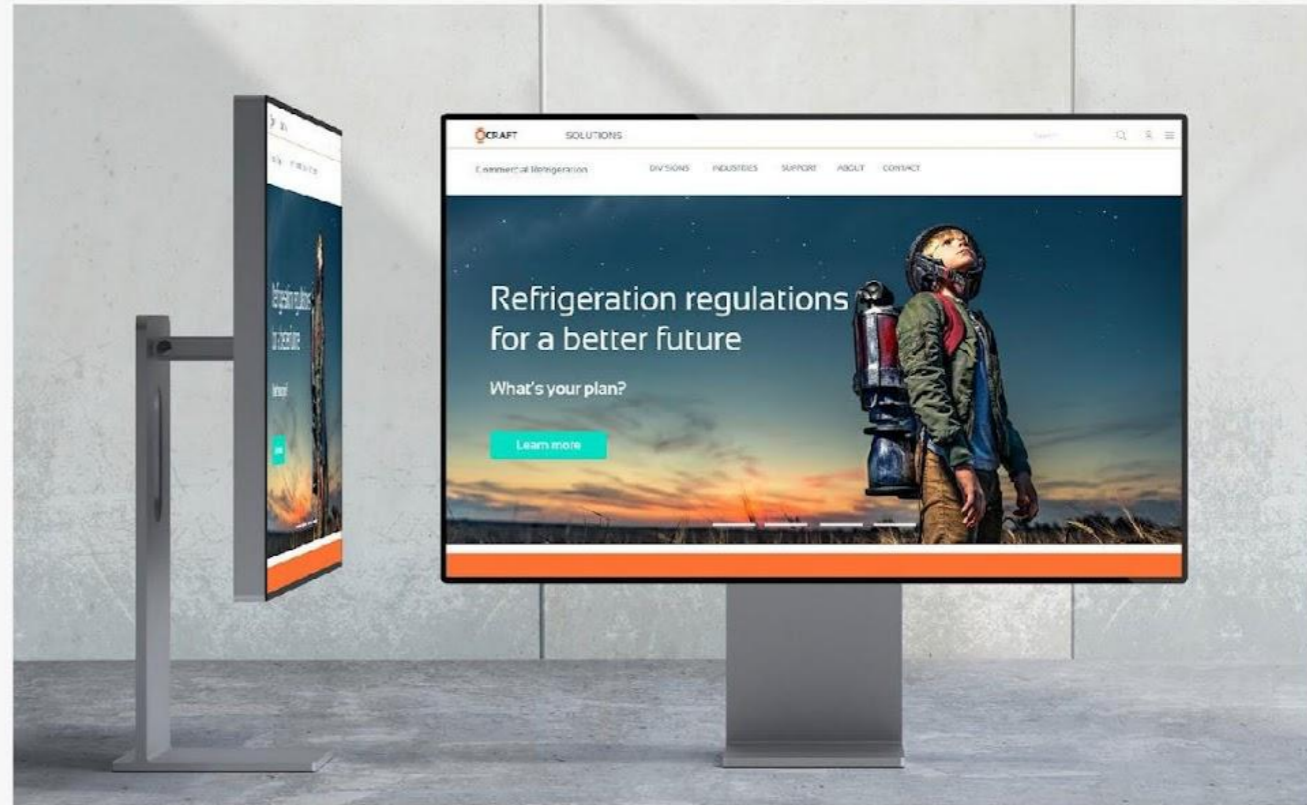 CRAFT
SOLUTIONS
Search
Commercial Refrigeration
DIVISIONS INDUSTRIES SUPPORT ABOUT CONTACT
Refrigeration regulations
for a better future
What's your plan?
Learn more